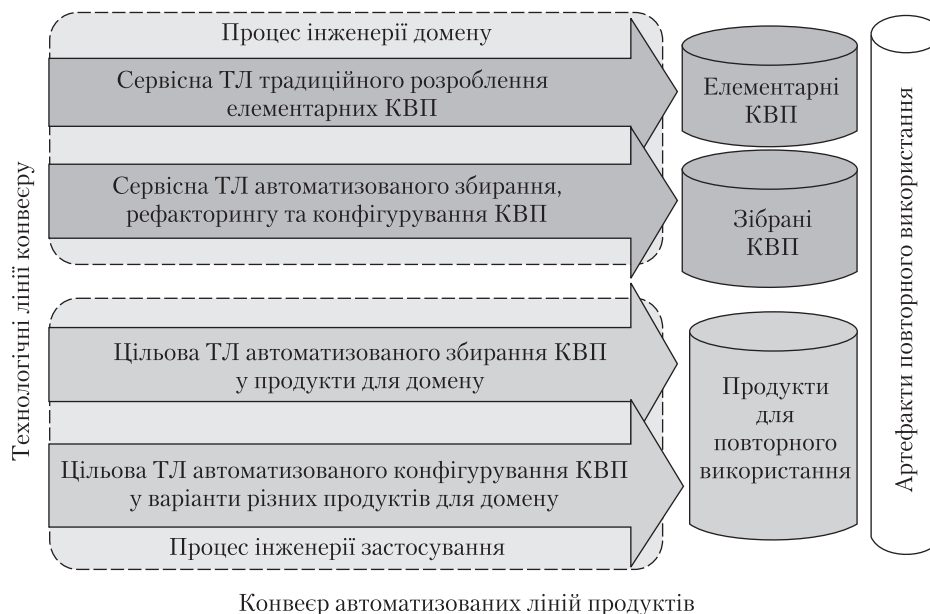 Процес інженерії домену
Сервісна ТЛ традиційного розроблення
елементарних КВП
Сервісна ТЛ автоматизованого збирання,
рефакторингу та конфігурування КВП
Елементарні
КВП
Зібрані
КВП
Цільова ТЛ автоматизованого збирання КВП
у продукти для домену
Цільова ТЛ автоматизованого конфігурування КВП
у варіанти різних продуктів для домену
Процес інженерії застосування
Продукти
для
повторного
використання
Технологічні лінії конвеєру
Артефакти повторного використання
Конвеєр автоматизованих ліній продуктів